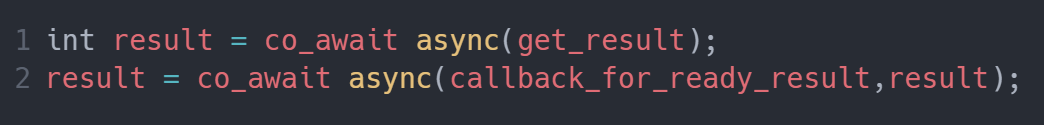 1 int result = co_await async(get_result);
2 result = co_await async(callback_for_ready_result,result);